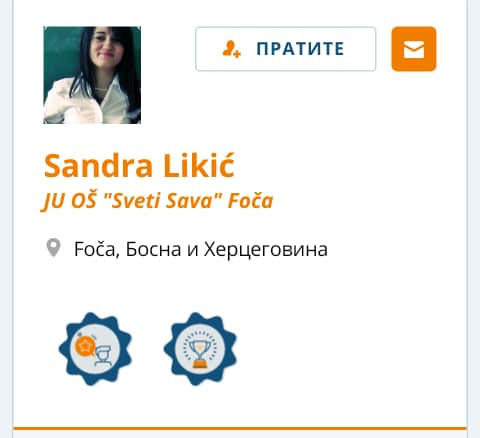 ПРАТИТЕ
Sandra Likić
JU OŠ "Sveti Sava" Foča
Foča, Босна и Херцеговина